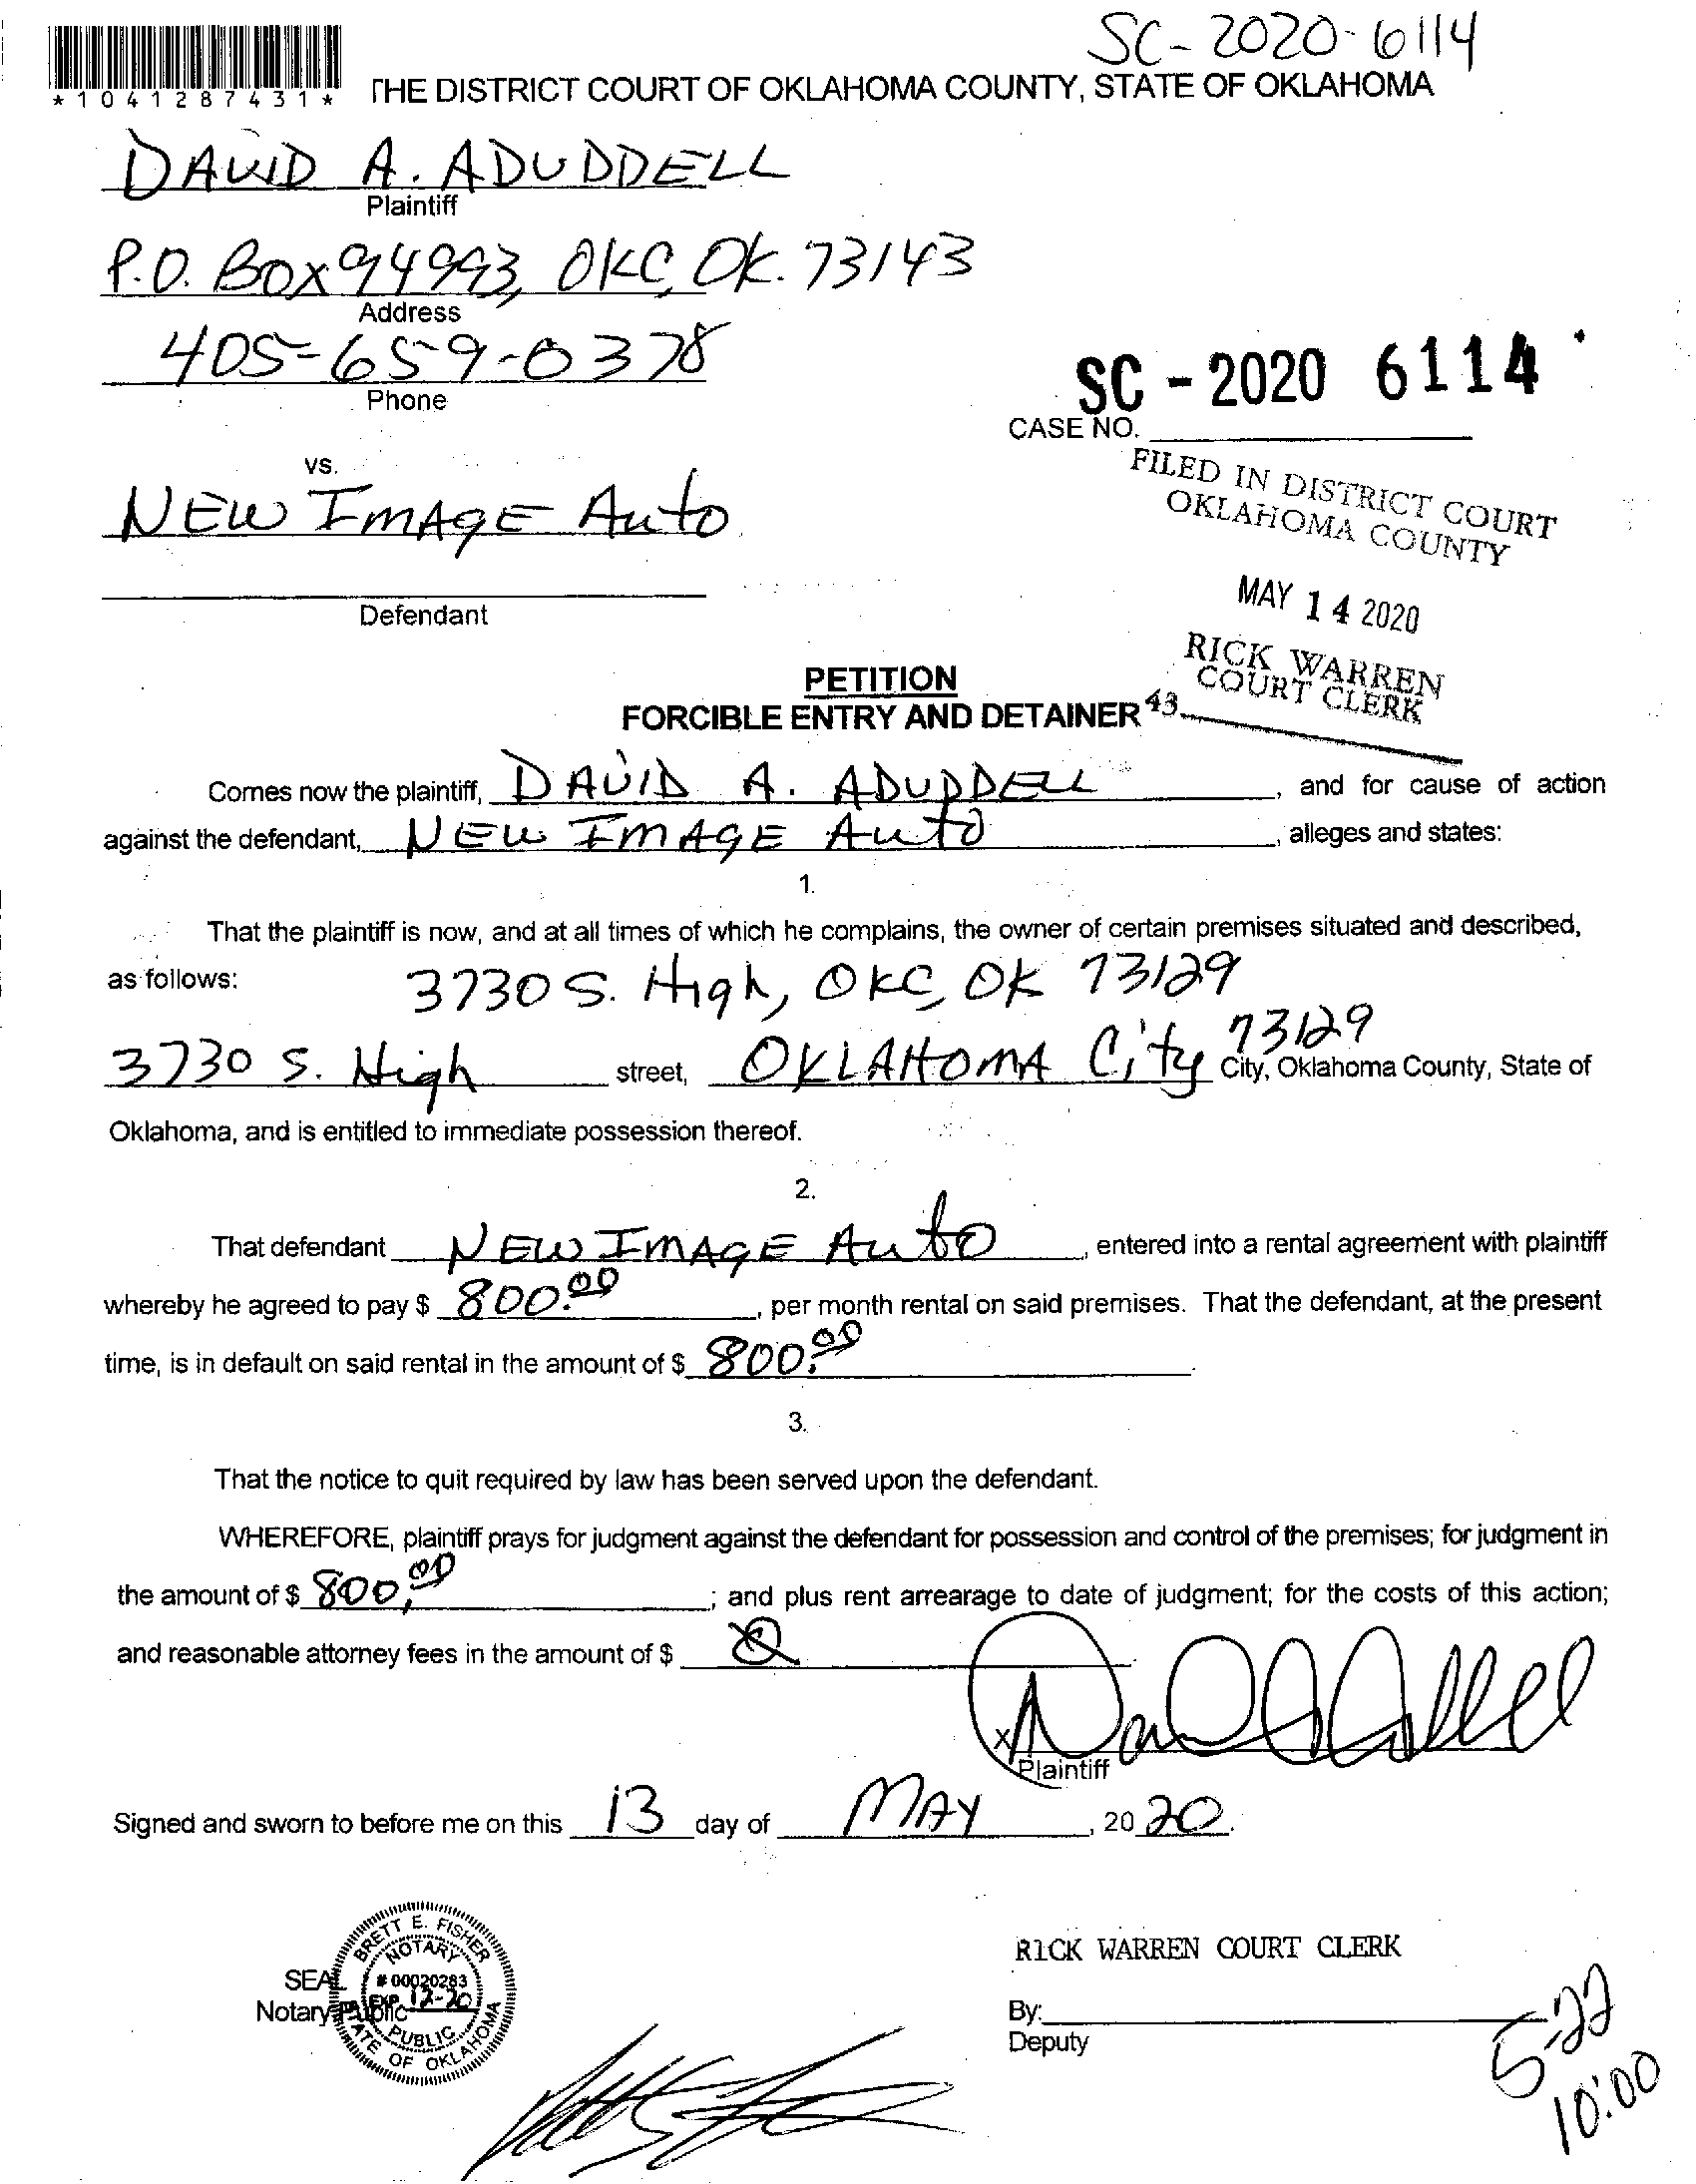 SC-2020-6114
*1041287431*
THE DISTRICT COURT OF OKLAHOMA COUNTY, STATE OF OKLAHOMA
DAVID A. ADUDDELL
Plaintiff
P.O. Box 94993, OKC, OK. 73143
Address
405-659-0378
Phone
SC - 2020 6114
CASE NO.
vs.
FILED IN DISTRICT COURT
OKLAHOMA COUNTY
NEW IMAGE Auto
MAY 14 2020
Defendant
RICK WARREN
COURT CLERK
PETITION
FORCIBLE ENTRY AND DETAINER
43
Comes now the plaintiff, DAVID A. ADUDDELL, and for cause of action
against the defendant, NEW IMAGE Auto, alleges and states:
1.
That the plaintiff is now, and at all times of which he complains, the owner of certain premises situated and described,
as follows: 3730 S. High, OKC, OK 73129
3730 S. High street, OKLAHOMA City 73129 City, Oklahoma County, State of
Oklahoma, and is entitled to immediate possession thereof.
2.
That defendant NEW IMAGE Auto, entered into a rental agreement with plaintiff
whereby he agreed to pay $ 800.00, per month rental on said premises. That the defendant, at the present
time, is in default on said rental in the amount of $ 800.00.
3.
That the notice to quit required by law has been served upon the defendant.
WHEREFORE, plaintiff prays for judgment against the defendant for possession and control of the premises; for judgment in
the amount of $ 800.00; and plus rent arrearage to date of judgment; for the costs of this action;
and reasonable attorney fees in the amount of $
X
Plaintiff
Signed and sworn to before me on this 13 day of MAY, 2020.
BRETT E. FISHER
NOTARY
# 00020283
EXP. 12-20
PUBLIC
STATE OF OKLAHOMA
SEAL
Notary Public
RICK WARREN COURT CLERK
By:
Deputy
5-22
10:00